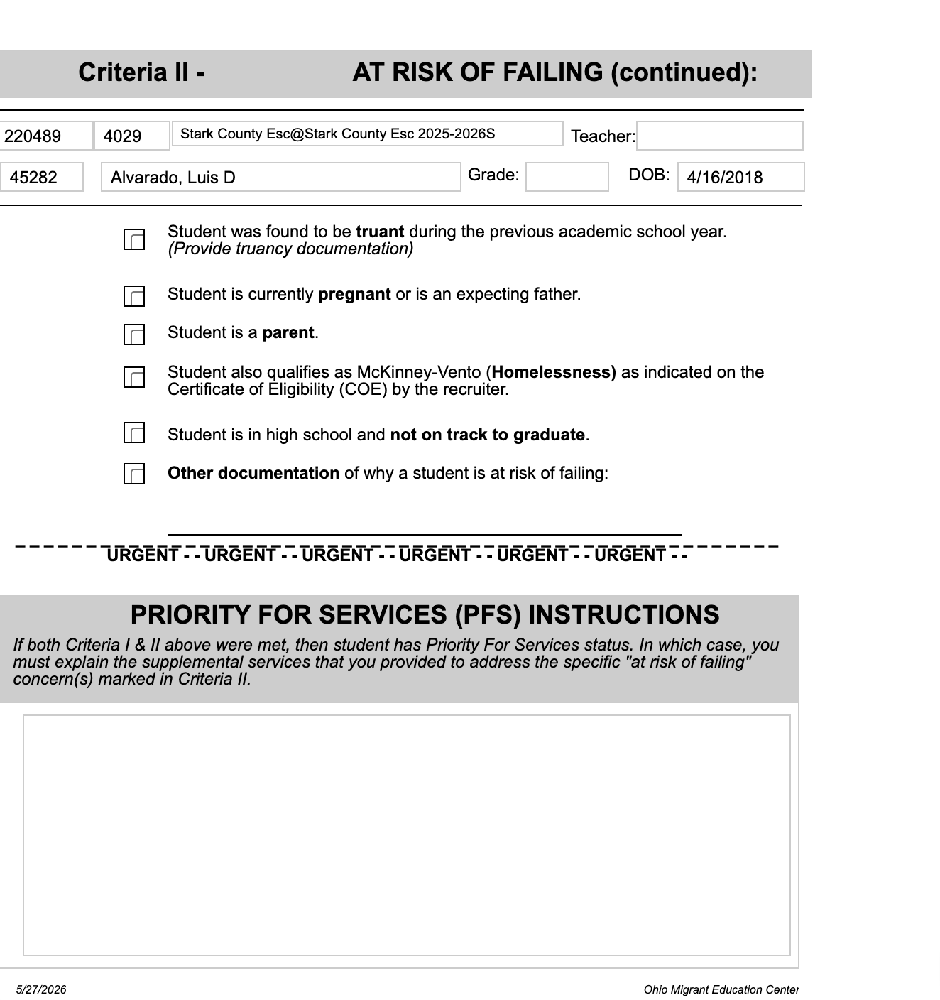 Criteria II - AT RISK OF FAILING (continued):
220489 4029 Stark County Esc@Stark County Esc 2025-2026S Teacher:
45282 Alvarado, Luis D Grade: DOB: 4/16/2018
Student was found to be truant during the previous academic school year.
(Provide truancy documentation)
Student is currently pregnant or is an expecting father.
Student is a parent.
Student also qualifies as McKinney-Vento (Homelessness) as indicated on the
Certificate of Eligibility (COE) by the recruiter.
Student is in high school and not on track to graduate.
Other documentation of why a student is at risk of failing:
URGENT - - URGENT - - URGENT - - URGENT - - URGENT - - URGENT - -
PRIORITY FOR SERVICES (PFS) INSTRUCTIONS
If both Criteria I & II above were met, then student has Priority For Services status. In which case, you
must explain the supplemental services that you provided to address the specific "at risk of failing"
concern(s) marked in Criteria II.
5/27/2026 Ohio Migrant Education Center